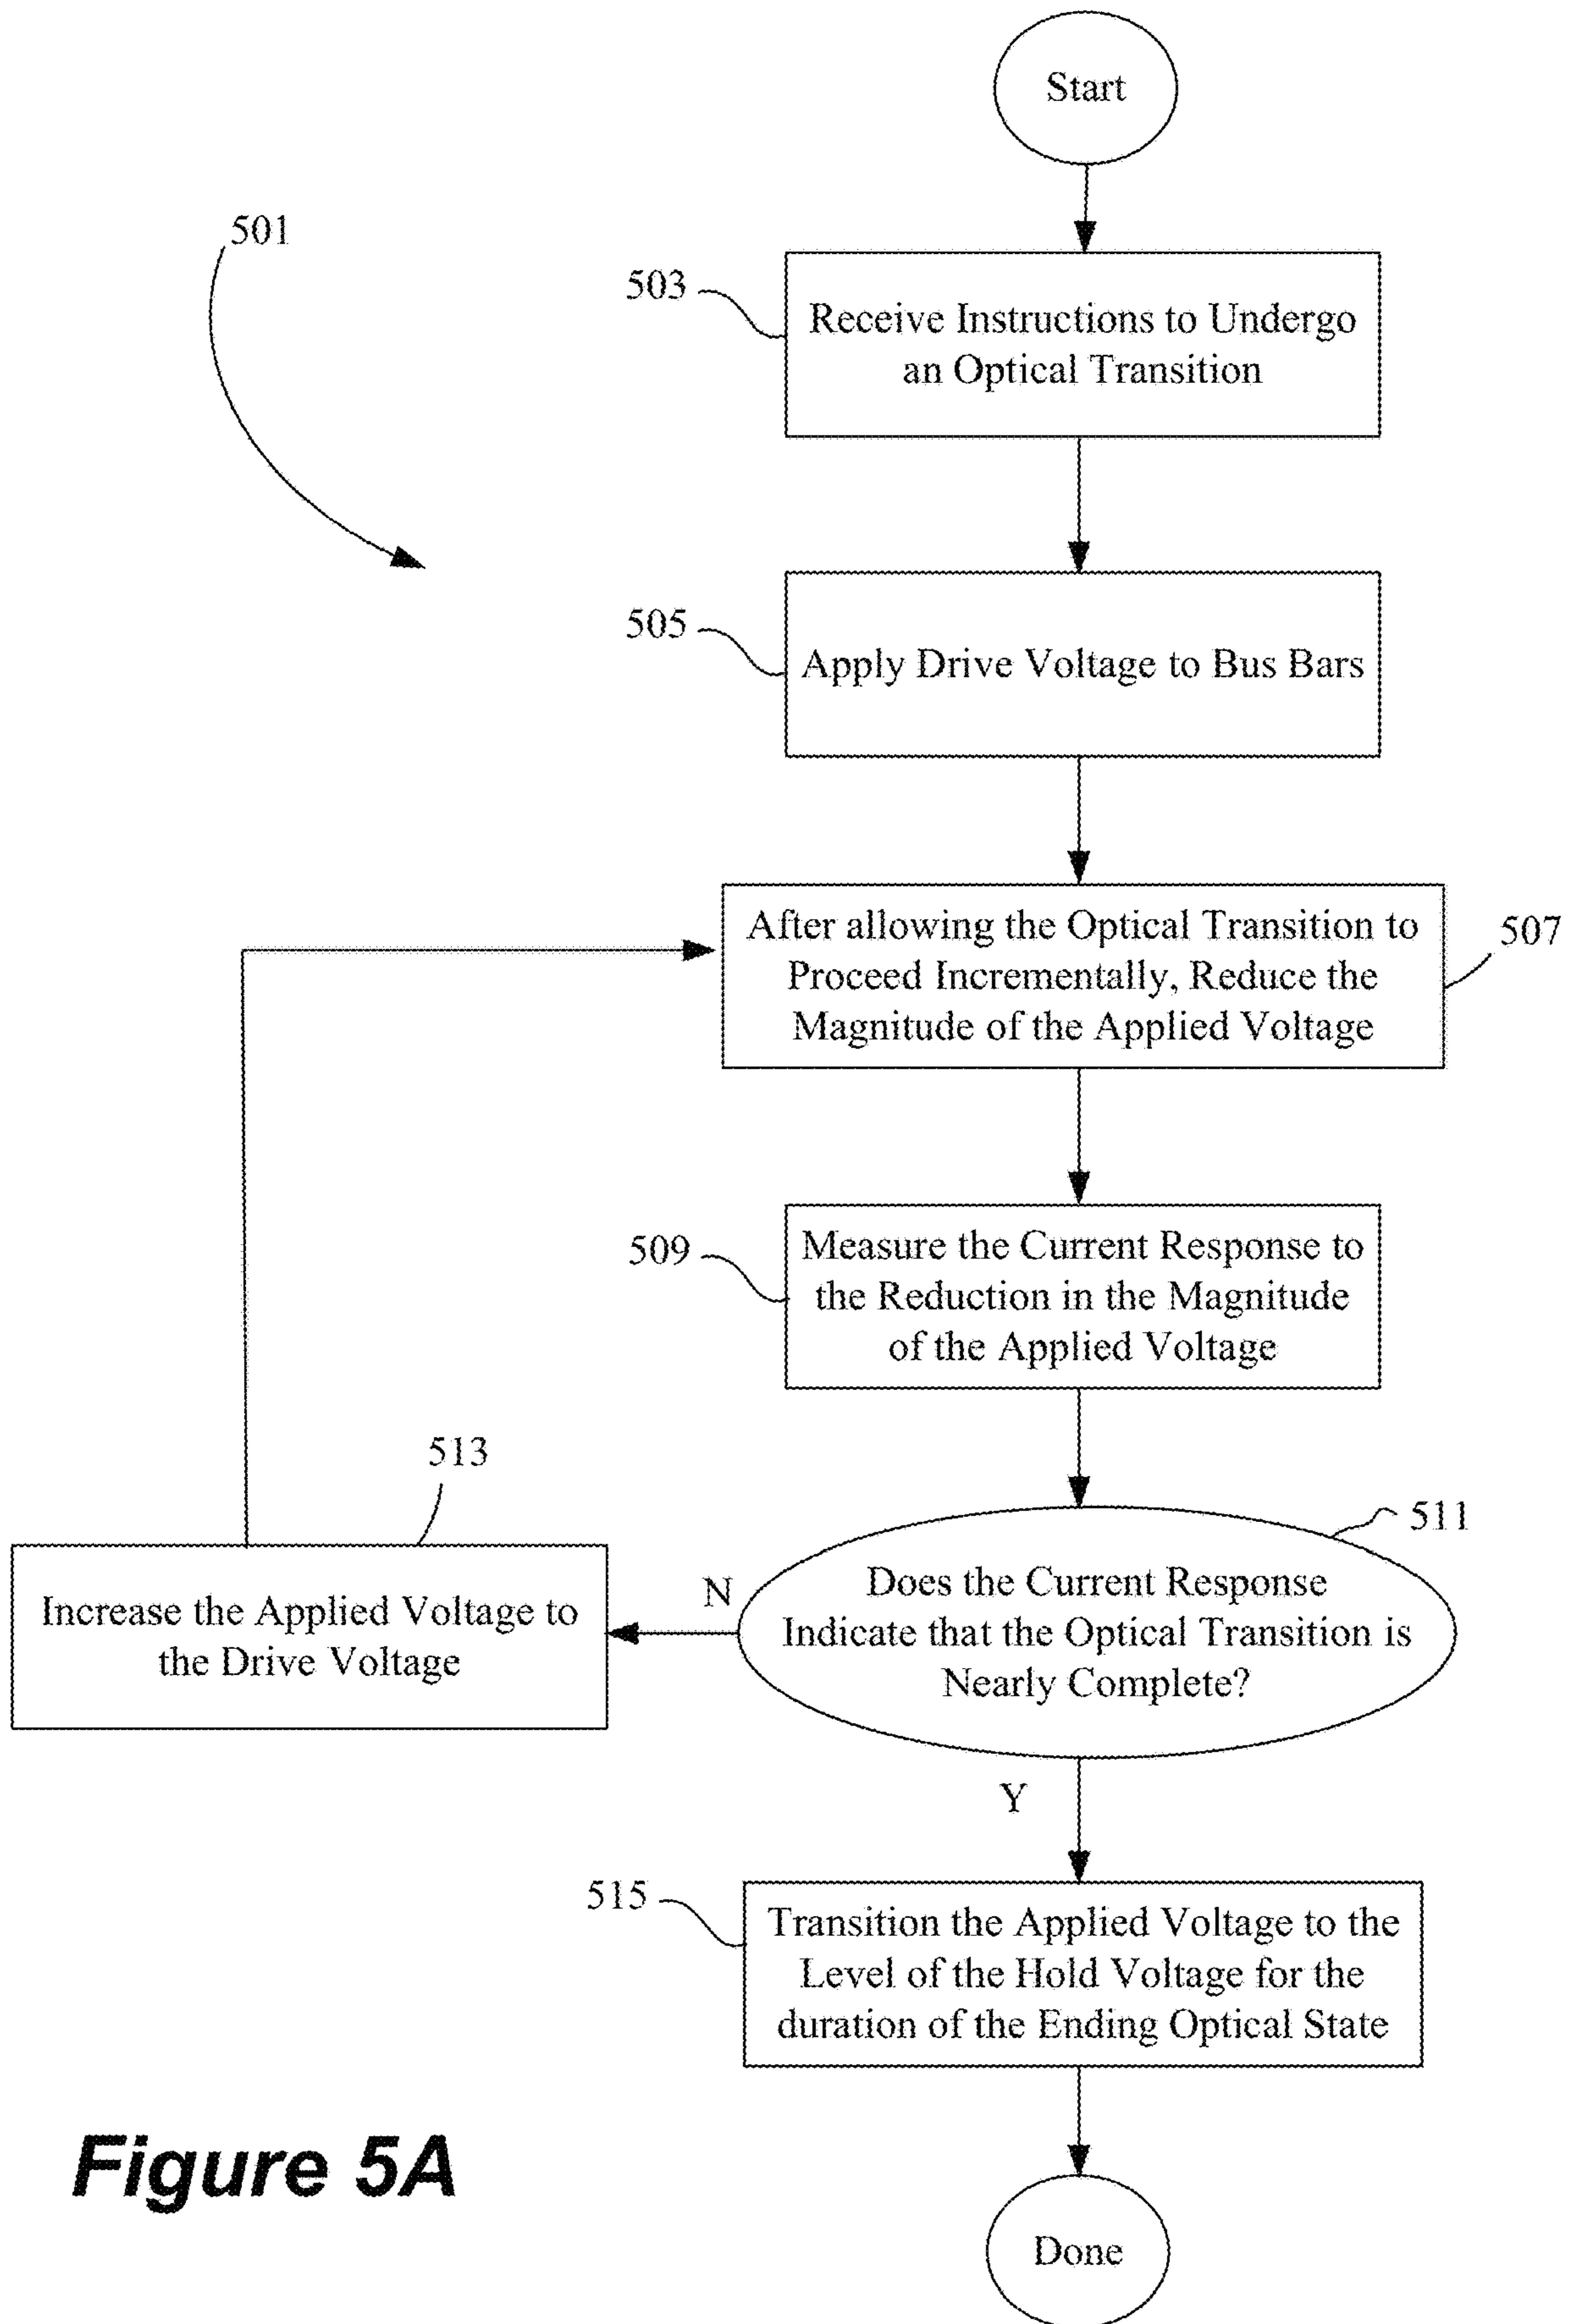 Start
501
503
Receive Instructions to Undergo
an Optical Transition
505
Apply Drive Voltage to Bus Bars
507
After allowing the Optical Transition to
Proceed Incrementally, Reduce the
Magnitude of the Applied Voltage
509
Measure the Current Response to
the Reduction in the Magnitude
of the Applied Voltage
511
Does the Current Response
Indicate that the Optical Transition is
Nearly Complete?
N
513
Increase the Applied Voltage to
the Drive Voltage
Y
515
Transition the Applied Voltage to the
Level of the Hold Voltage for the
duration of the Ending Optical State
Done
Figure 5A